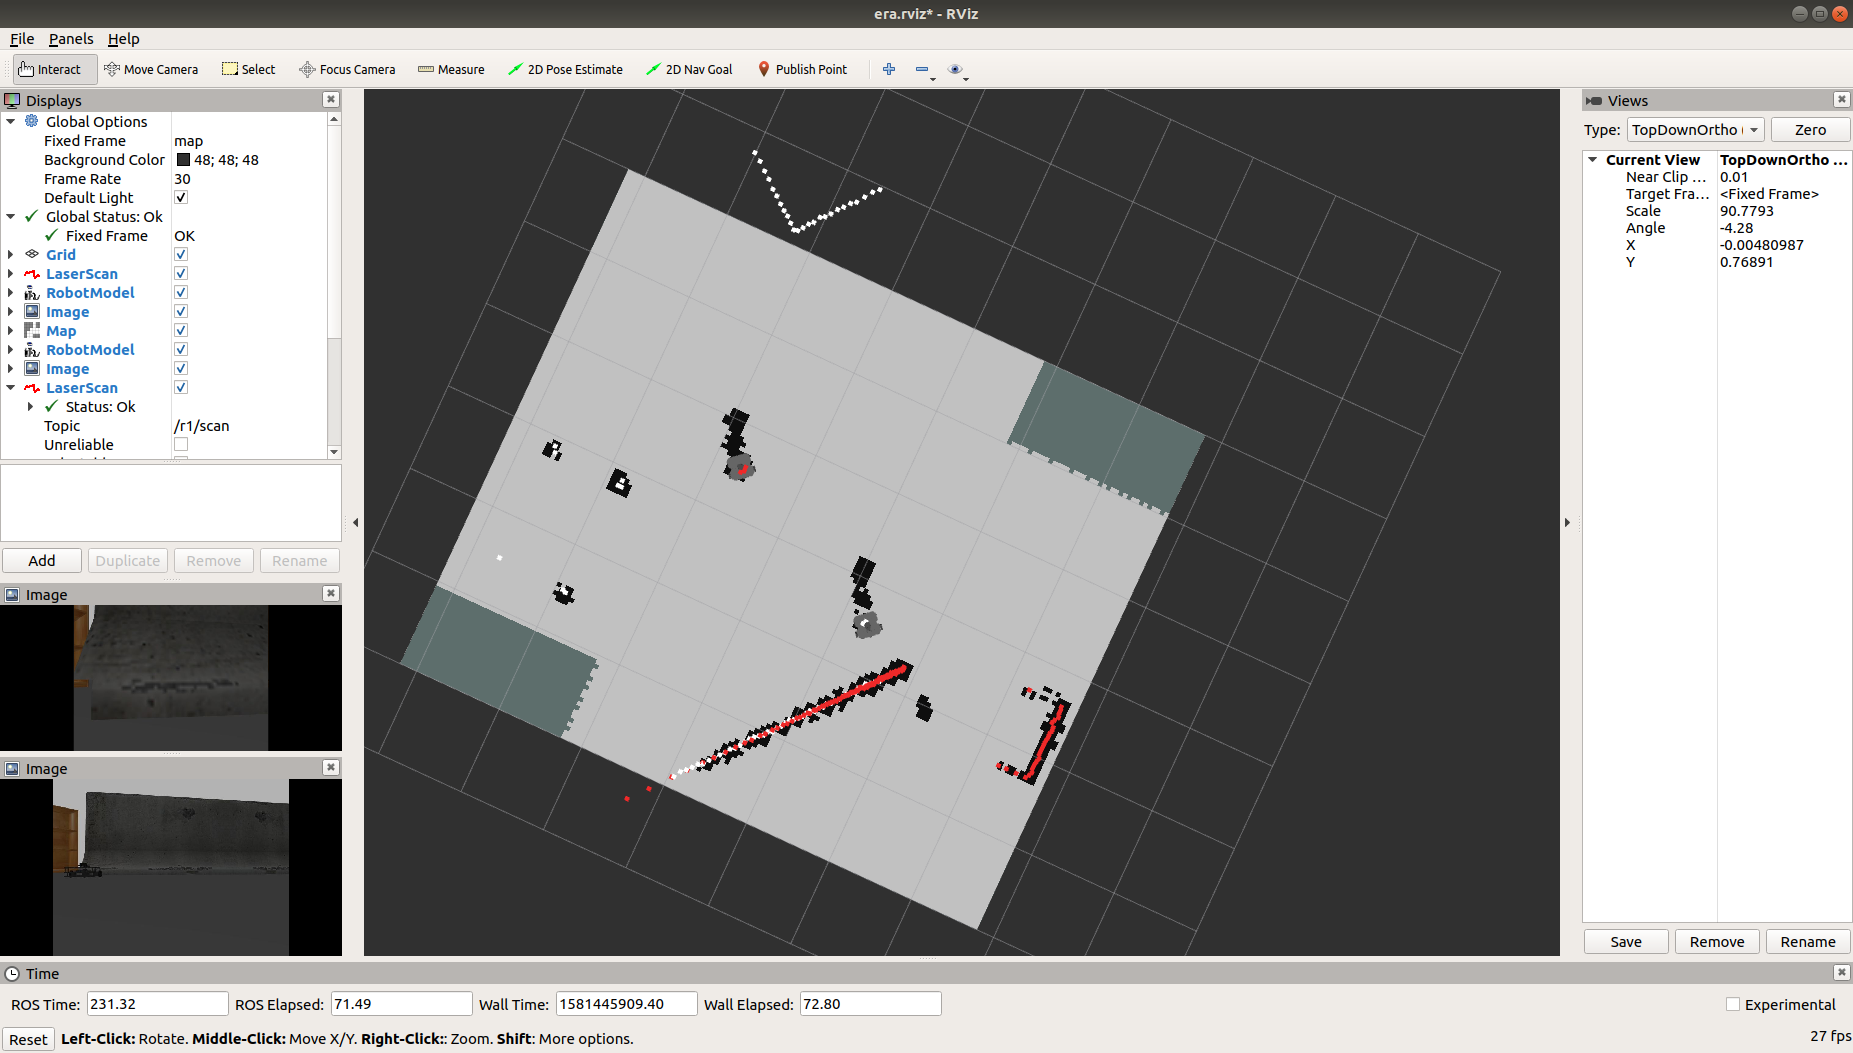 era.rviz* - RViz
File Panels Help
Interact Move Camera Select Focus Camera Measure 2D Pose Estimate 2D Nav Goal Publish Point
Displays
Global Options
Fixed Frame map
Background Color 48; 48; 48
Frame Rate 30
Default Light
Global Status: Ok
Fixed Frame OK
Grid
LaserScan
RobotModel
Image
Map
RobotModel
Image
LaserScan
Status: Ok
Topic /r1/scan
Unreliable
Add Duplicate Remove Rename
Image
Image
Views
Type: TopDownOrtho ( Zero
Current View TopDownOrtho ...
Near Clip ... 0.01
Target Fra... <Fixed Frame>
Scale 90.7793
Angle -4.28
X -0.00480987
Y 0.76891
Save Remove Rename
Time
ROS Time: 231.32 ROS Elapsed: 71.49 Wall Time: 1581445909.40 Wall Elapsed: 72.80 Experimental
Reset Left-Click: Rotate. Middle-Click: Move X/Y. Right-Click:: Zoom. Shift: More options. 27 fps